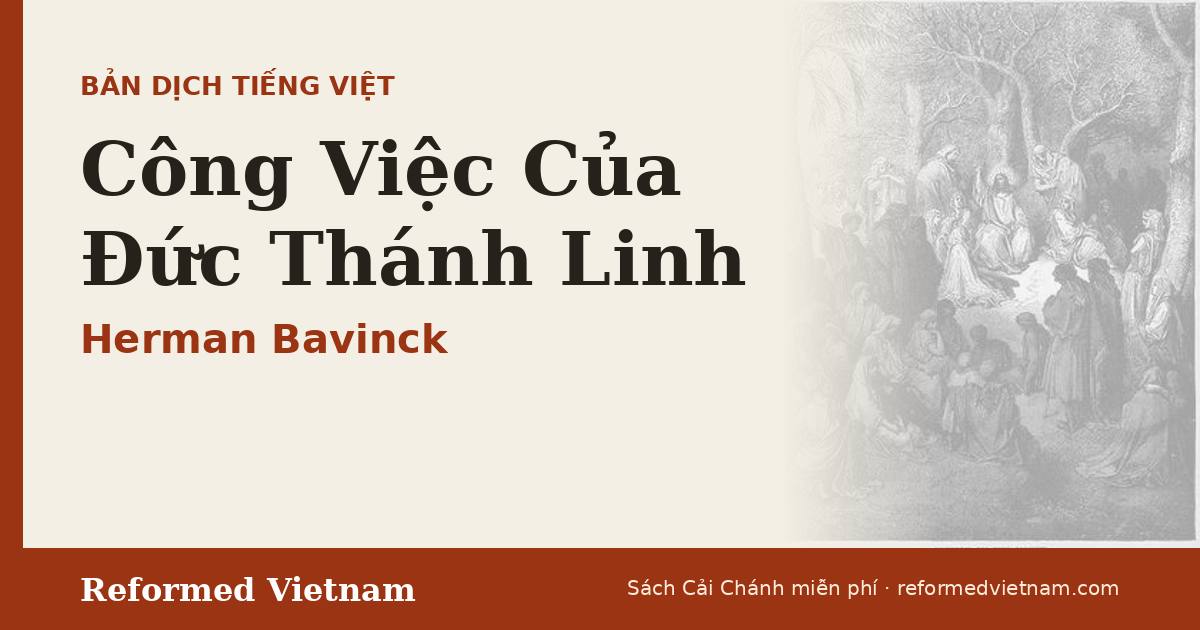 BẢN DỊCH TIẾNG VIỆT
Công Việc Của
Đức Thánh Linh
Herman Bavinck
Reformed Vietnam
Sách Cải Chánh miễn phí · reformedvietnam.com